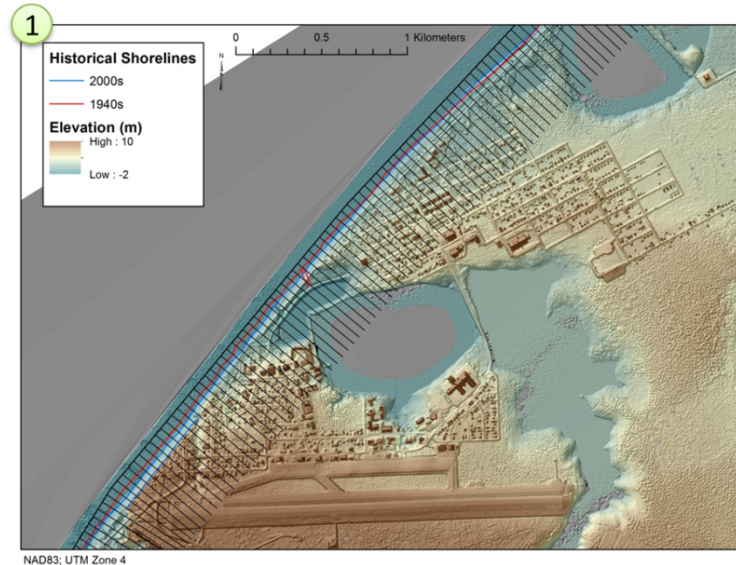 1
0 0.5 1 Kilometers
N
Historical Shorelines
2000s
1940s
Elevation (m)
High : 10
Low : -2
NAD83; UTM Zone 4